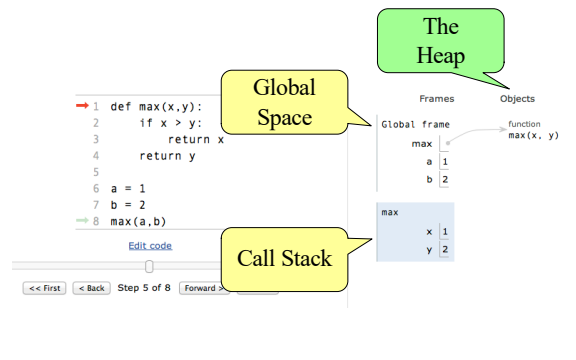 The
Heap
Global
Space
Frames
Objects
1 def max(x,y):
2 if x > y:
3 return x
4 return y
5
6 a = 1
7 b = 2
8 max(a,b)
Global frame
max
a 1
b 2
function
max(x, y)
max
x 1
y 2
Edit code
Call Stack
<< First
< Back
Step 5 of 8
Forward >